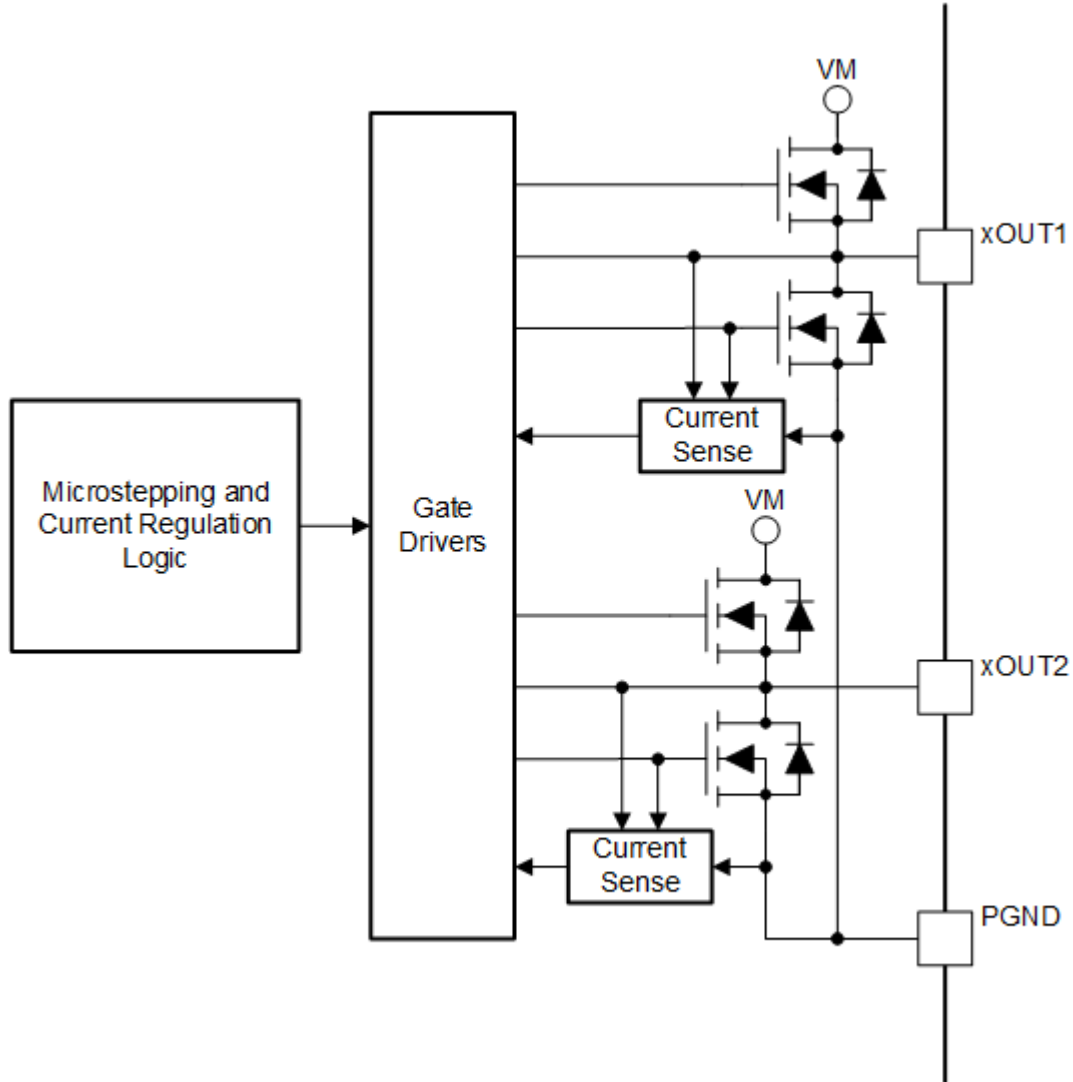 VM
xOUT1
Current
Sense
Microstepping and
Current Regulation
Logic
Gate
Drivers
VM
xOUT2
Current
Sense
PGND